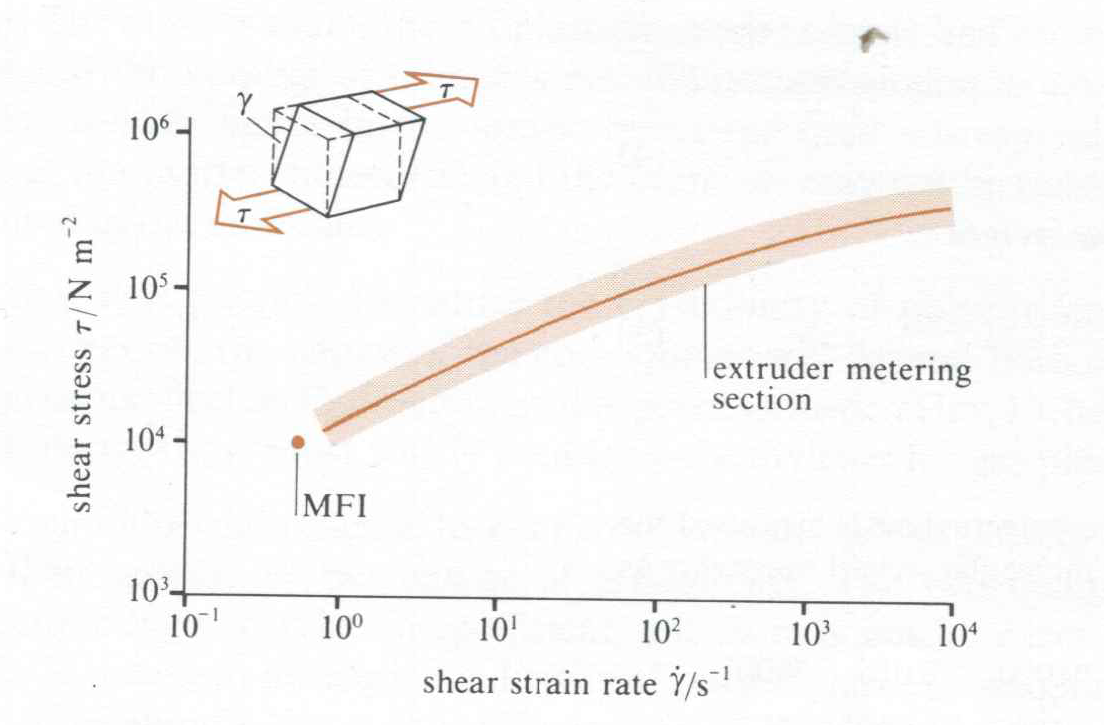 γ
τ
τ
10⁶
10⁵
10⁴
10³
shear stress τ/N m⁻²
extruder metering
section
MFI
10⁻¹ 10⁰ 10¹ 10² 10³ 10⁴
shear strain rate γ̇/s⁻¹